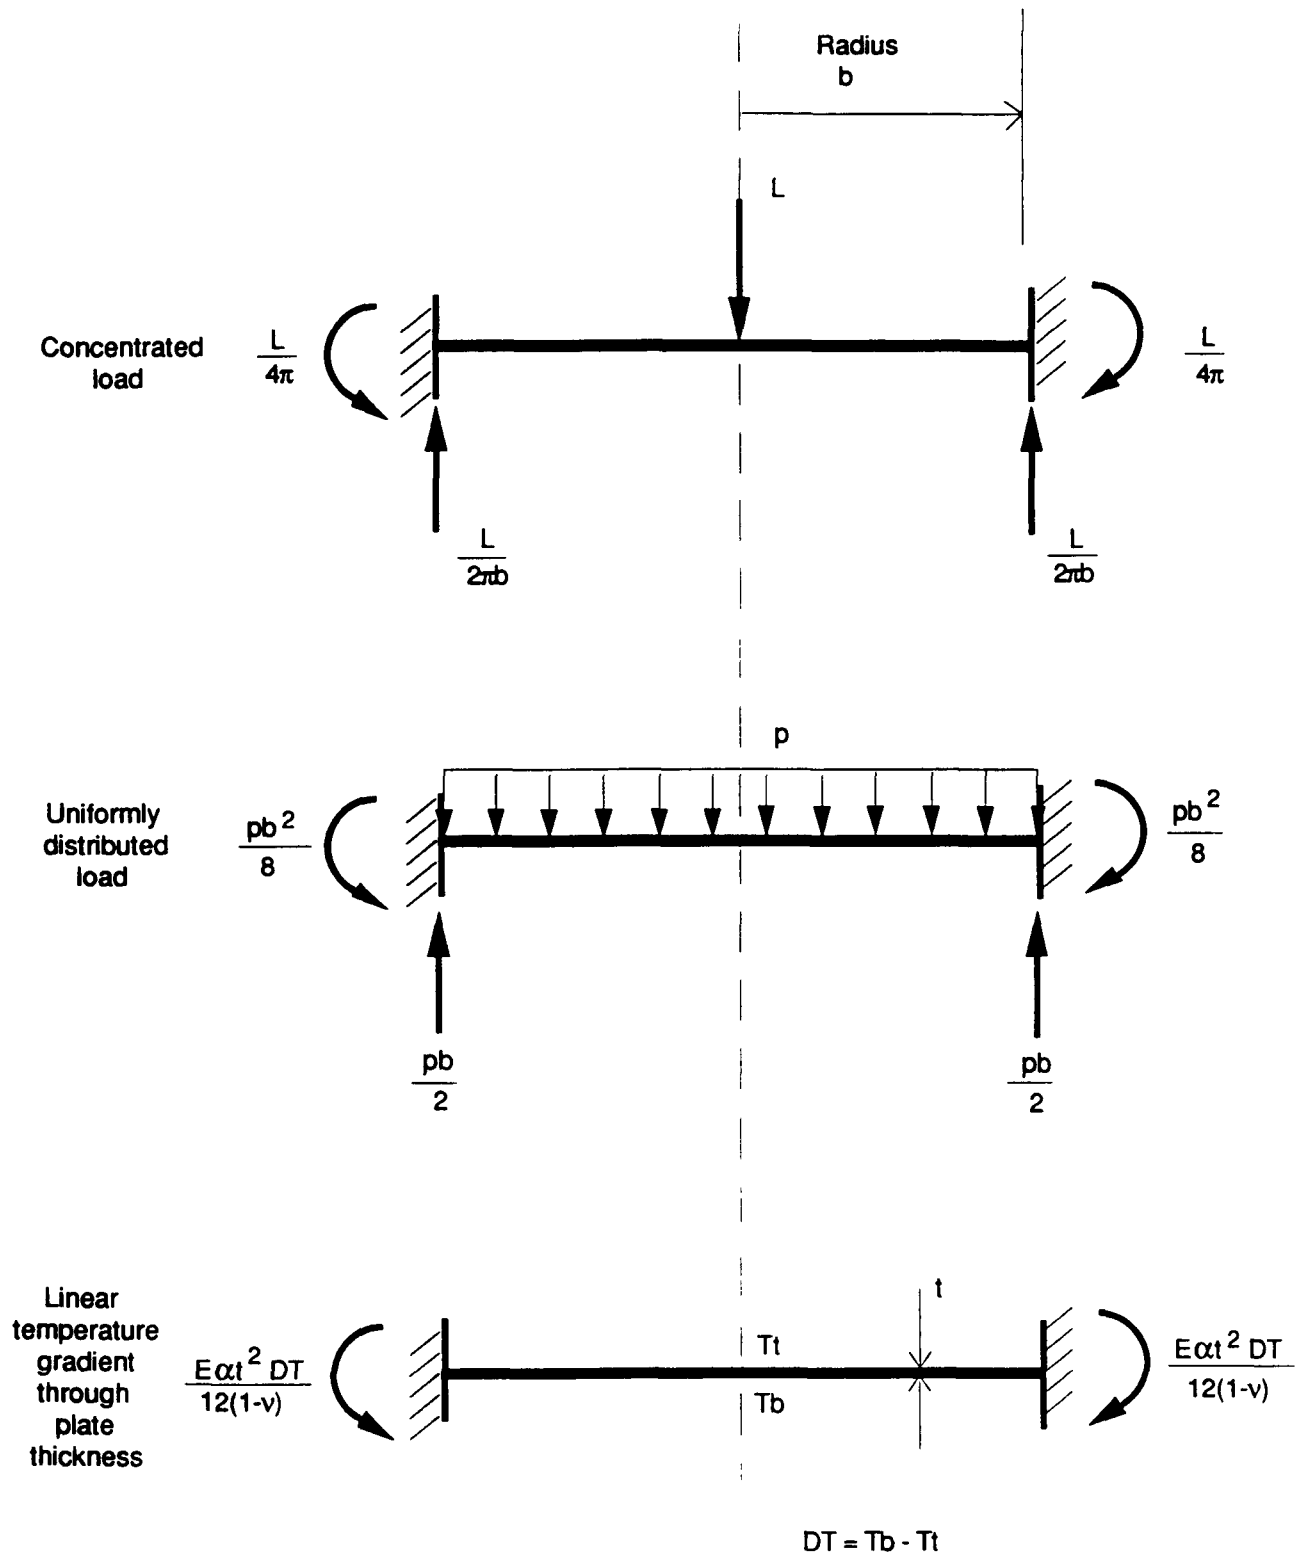 Radius
b
L
Concentrated
load
L
4π
L
4π
L
2πb
L
2πb
p
Uniformly
distributed
load
pb²
8
pb²
8
pb
2
pb
2
Linear
temperature
gradient
through
plate
thickness
t
Tt
Tb
Eαt² DT
12(1-ν)
Eαt² DT
12(1-ν)
DT = Tb - Tt